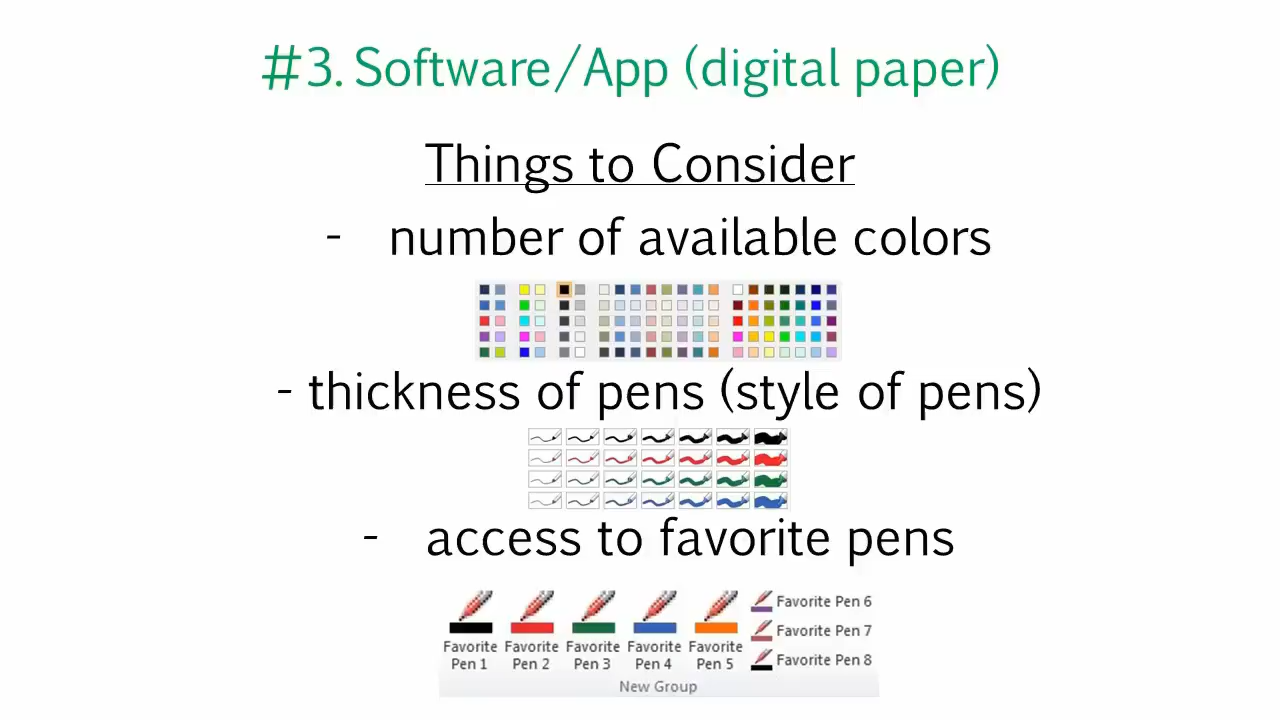 #3. Software/App (digital paper)
Things to Consider
- number of available colors
- thickness of pens (style of pens)
- access to favorite pens
Favorite Pen 1
Favorite Pen 2
Favorite Pen 3
Favorite Pen 4
Favorite Pen 5
Favorite Pen 6
Favorite Pen 7
Favorite Pen 8
New Group